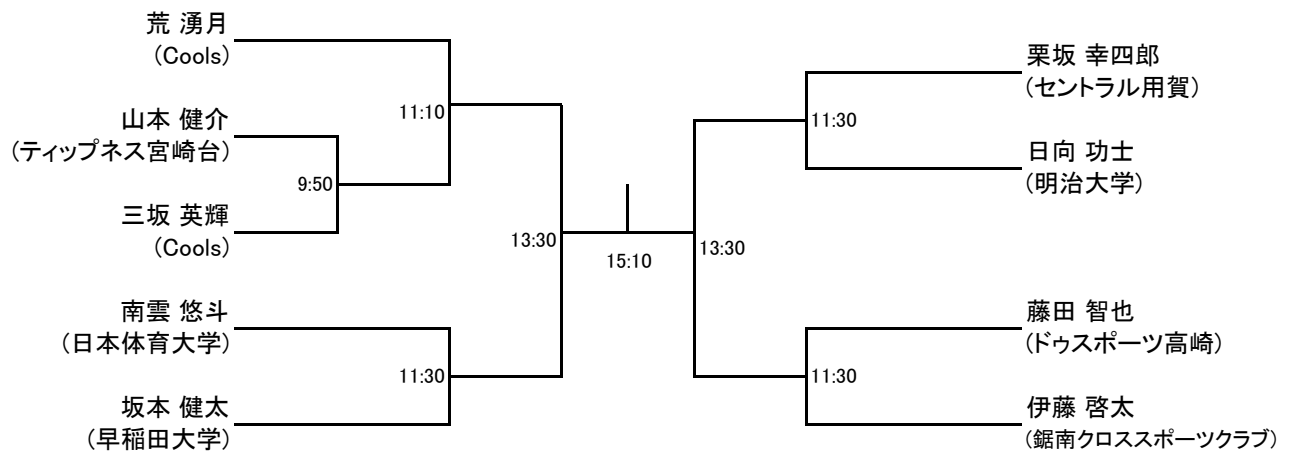 荒 湧月
(Cools)
山本 健介
(ティップネス宮崎台)
三坂 英輝
(Cools)
南雲 悠斗
(日本体育大学)
坂本 健太
(早稲田大学)
9:50
11:10
11:30
13:30
15:10
13:30
11:30
11:30
栗坂 幸四郎
(セントラル用賀)
日向 功士
(明治大学)
藤田 智也
(ドゥスポーツ高崎)
伊藤 啓太
(鋸南クロススポーツクラブ)